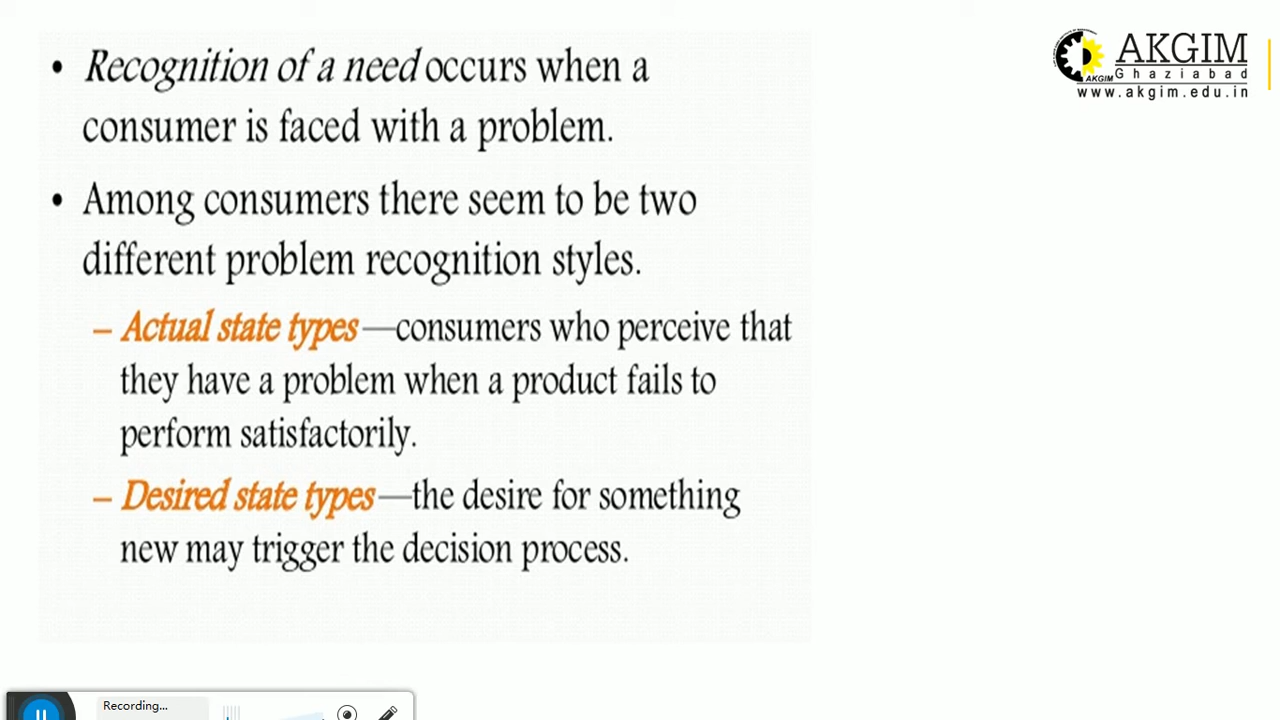 • Recognition of a need occurs when a
consumer is faced with a problem.
• Among consumers there seem to be two
different problem recognition styles.
– Actual state types—consumers who perceive that
they have a problem when a product fails to
perform satisfactorily.
– Desired state types—the desire for something
new may trigger the decision process.
AKGIM
AKGIM Ghaziabad
www.akgim.edu.in
Recording...